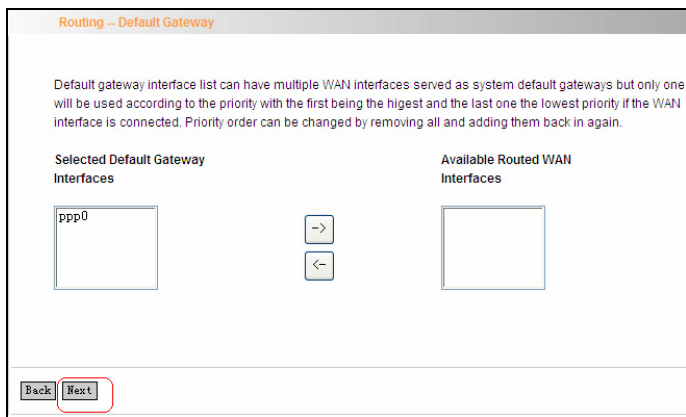 Routing -- Default Gateway
Default gateway interface list can have multiple WAN interfaces served as system default gateways but only one
will be used according to the priority with the first being the higest and the last one the lowest priority if the WAN
interface is connected. Priority order can be changed by removing all and adding them back in again.
Selected Default Gateway
Interfaces
Available Routed WAN
Interfaces
ppp0
->
<-
Back
Next